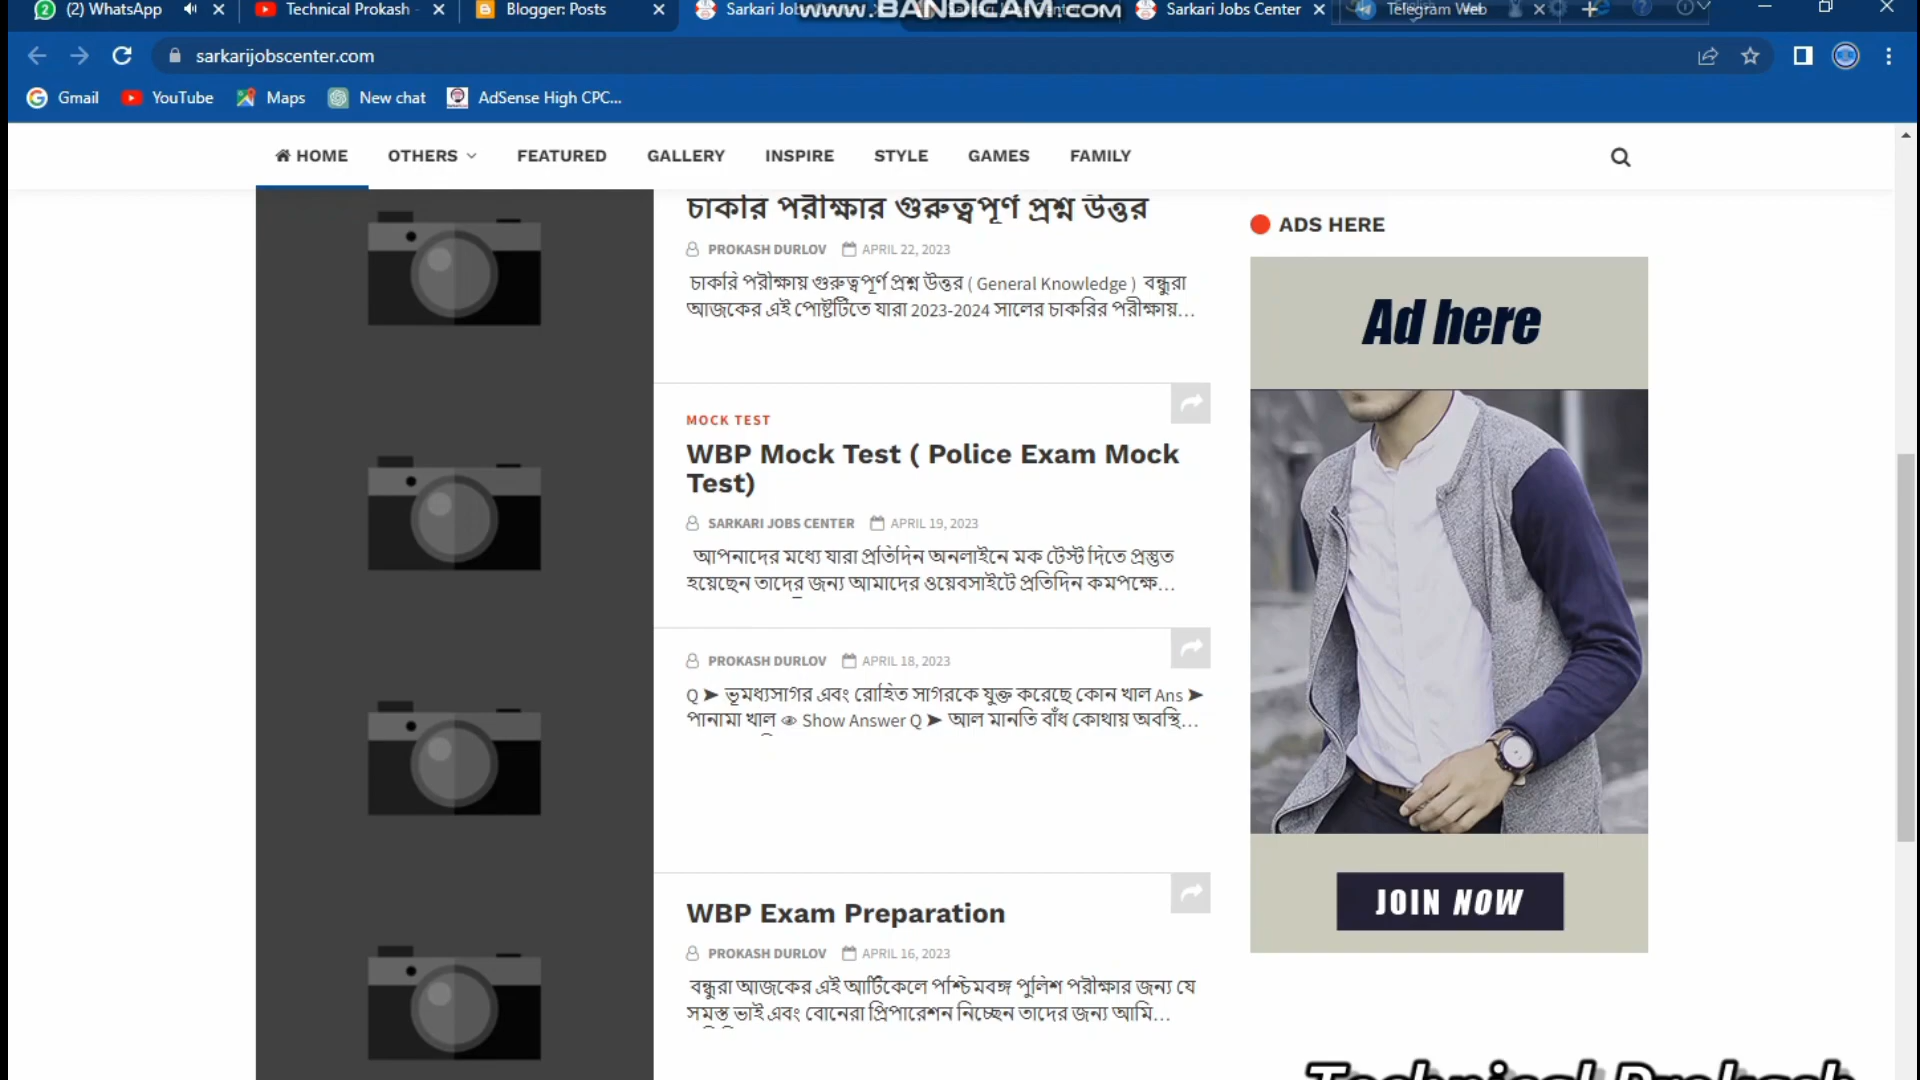 (2) WhatsApp
Technical Prokash
Blogger: Posts
Sarkari Jo
www.BANDICAM.com
Sarkari Jobs Center
Telegram Web
sarkarijobscenter.com
Gmail
YouTube
Maps
New chat
AdSense High CPC...
HOME
OTHERS
FEATURED
GALLERY
INSPIRE
STYLE
GAMES
FAMILY
চাকরি পরীক্ষার গুরুত্বপূর্ণ প্রশ্ন উত্তর
PROKASH DURLOV APRIL 22, 2023
চাকরি পরীক্ষায় গুরুত্বপূর্ণ প্রশ্ন উত্তর ( General Knowledge ) বন্ধুরা
আজকের এই পোষ্টটিতে যারা 2023-2024 সালের চাকরির পরীক্ষায়...
MOCK TEST
WBP Mock Test ( Police Exam Mock
Test)
SARKARI JOBS CENTER APRIL 19, 2023
আপনাদের মধ্যে যারা প্রতিদিন অনলাইনে মক টেস্ট দিতে প্রস্তুত
হয়েছেন তাদের জন্য আমাদের ওয়েবসাইটে প্রতিদিন কমপক্ষে...
PROKASH DURLOV APRIL 18, 2023
Q ➤ ভূমধ্যসাগর এবং রোহিত সাগরকে যুক্ত করেছে কোন খাল Ans ➤
পানামা খাল 👁 Show Answer Q ➤ আল মানতি বাঁধ কোথায় অবস্থি...
WBP Exam Preparation
PROKASH DURLOV APRIL 16, 2023
বন্ধুরা আজকের এই আর্টিকেলে পশ্চিমবঙ্গ পুলিশ পরীক্ষার জন্য যে
সমস্ত ভাই এবং বোনেরা প্রিপারেশন নিচ্ছেন তাদের জন্য আমি...
ADS HERE
Ad here
JOIN NOW
Technical Prokash